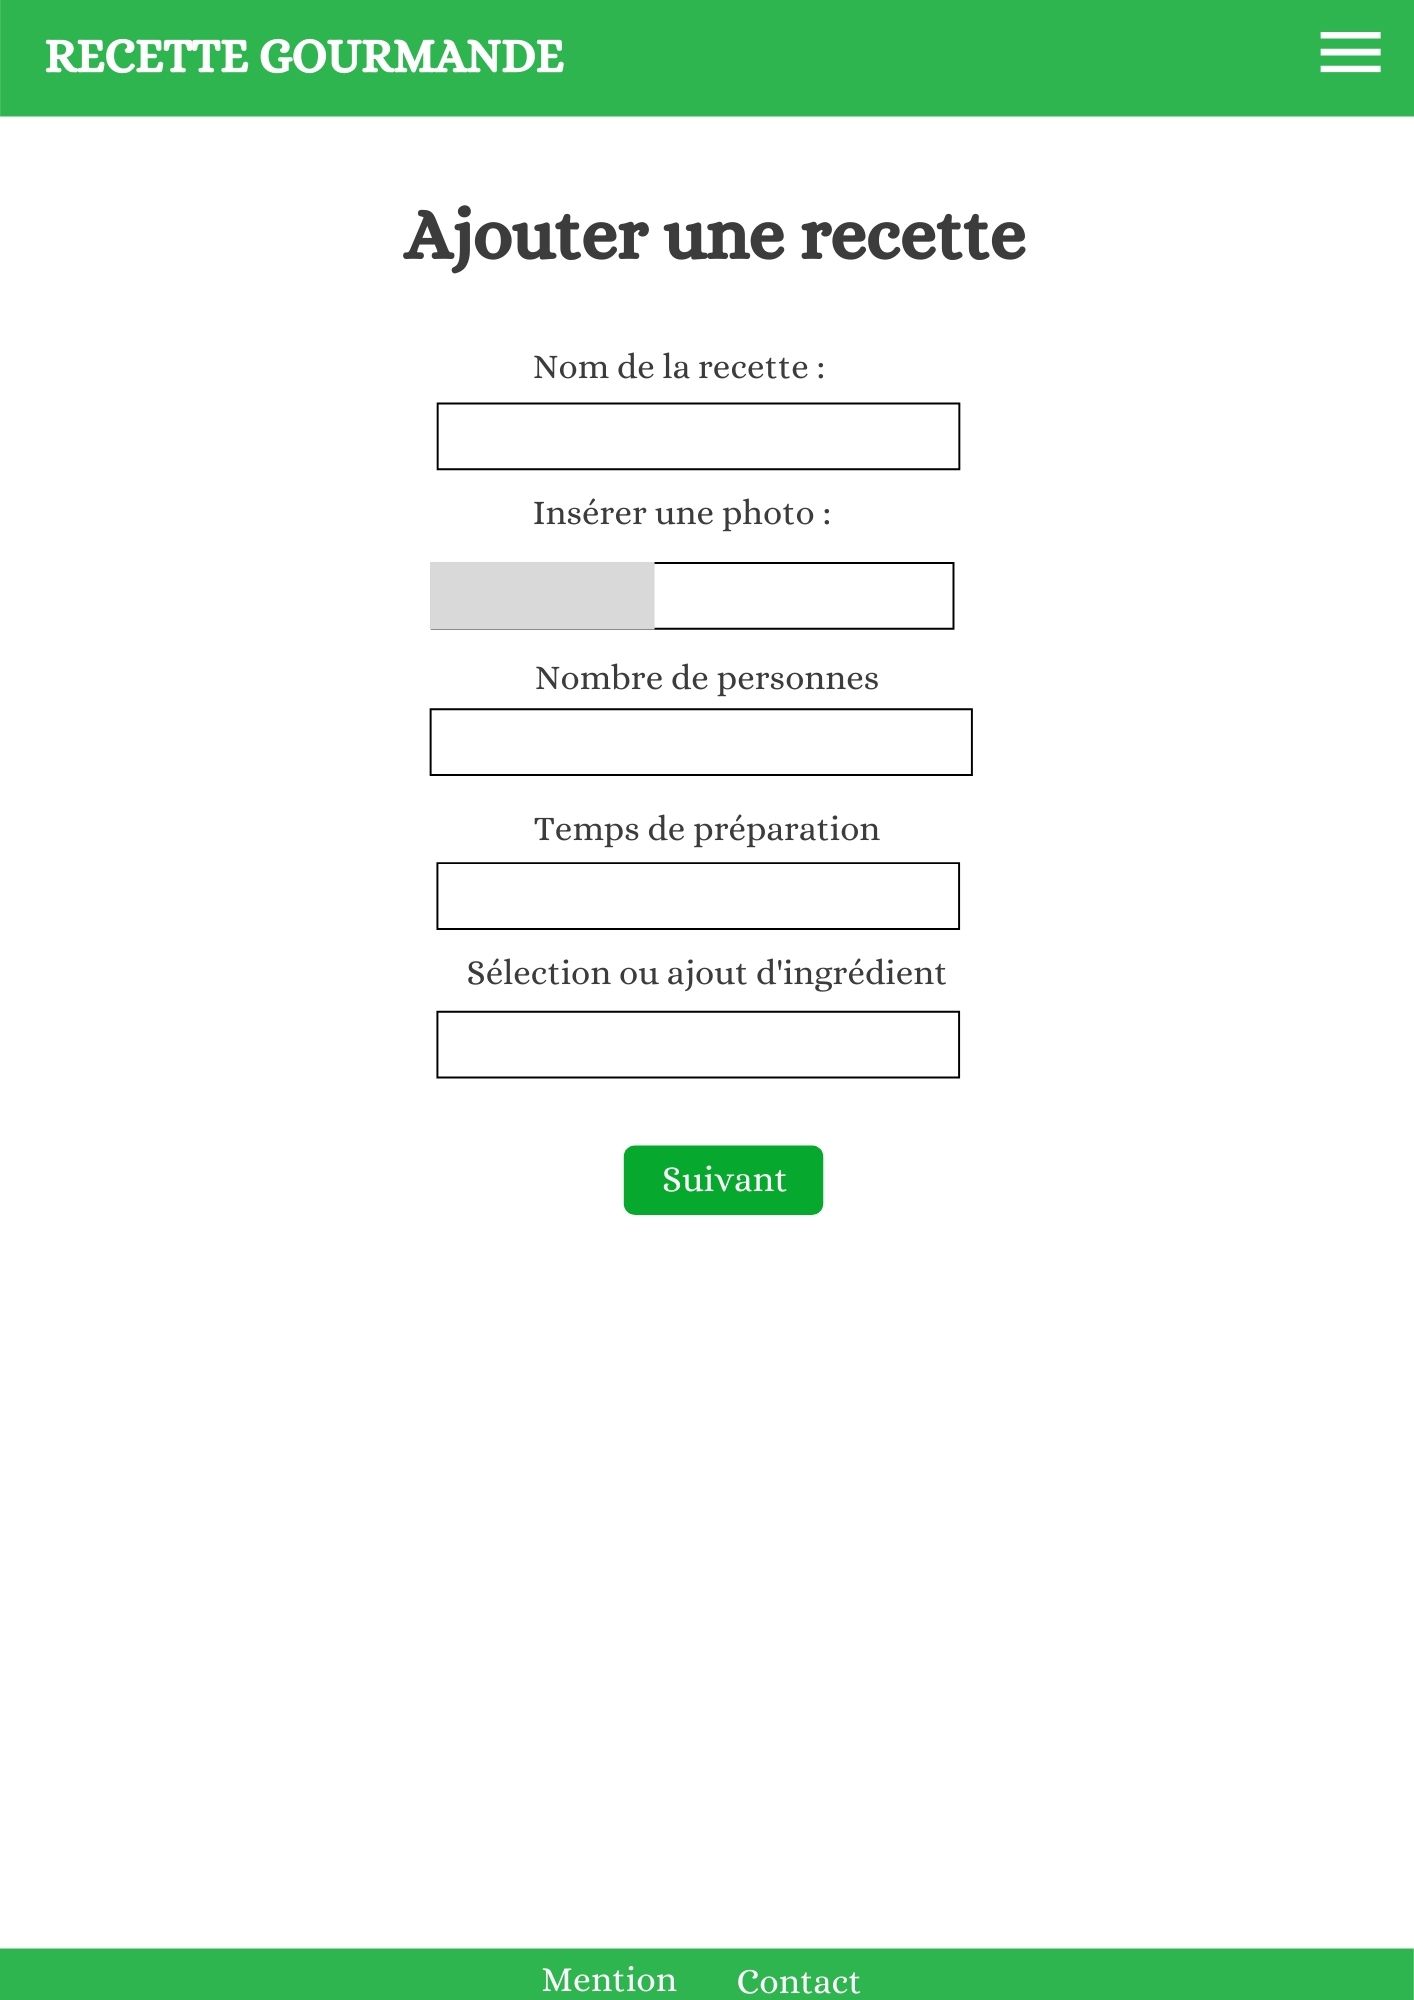 RECETTE GOURMANDE
Ajouter une recette
Nom de la recette :
Insérer une photo :
Nombre de personnes
Temps de préparation
Sélection ou ajout d'ingrédient
Suivant
Mention Contact